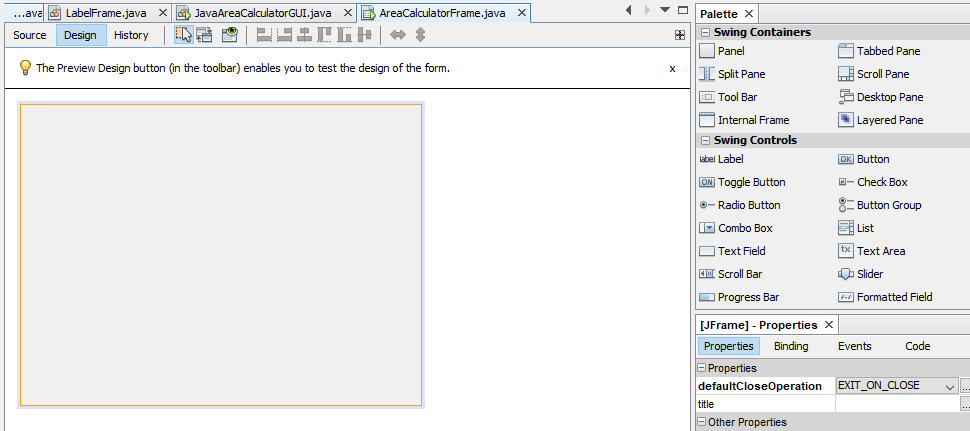 ...ava LabelFrame.java JavaAreaCalculatorGUI.java AreaCalculatorFrame.java
Source Design History
The Preview Design button (in the toolbar) enables you to test the design of the form. x
Palette
Swing Containers
Panel Tabbed Pane
Split Pane Scroll Pane
Tool Bar Desktop Pane
Internal Frame Layered Pane
Swing Controls
label Label OK Button
ON Toggle Button Check Box
Radio Button Button Group
Combo Box List
Text Field tx Text Area
Scroll Bar Slider
Progress Bar Formatted Field
[JFrame] - Properties
Properties Binding Events Code
Properties
defaultCloseOperation EXIT_ON_CLOSE ...
title ...
Other Properties